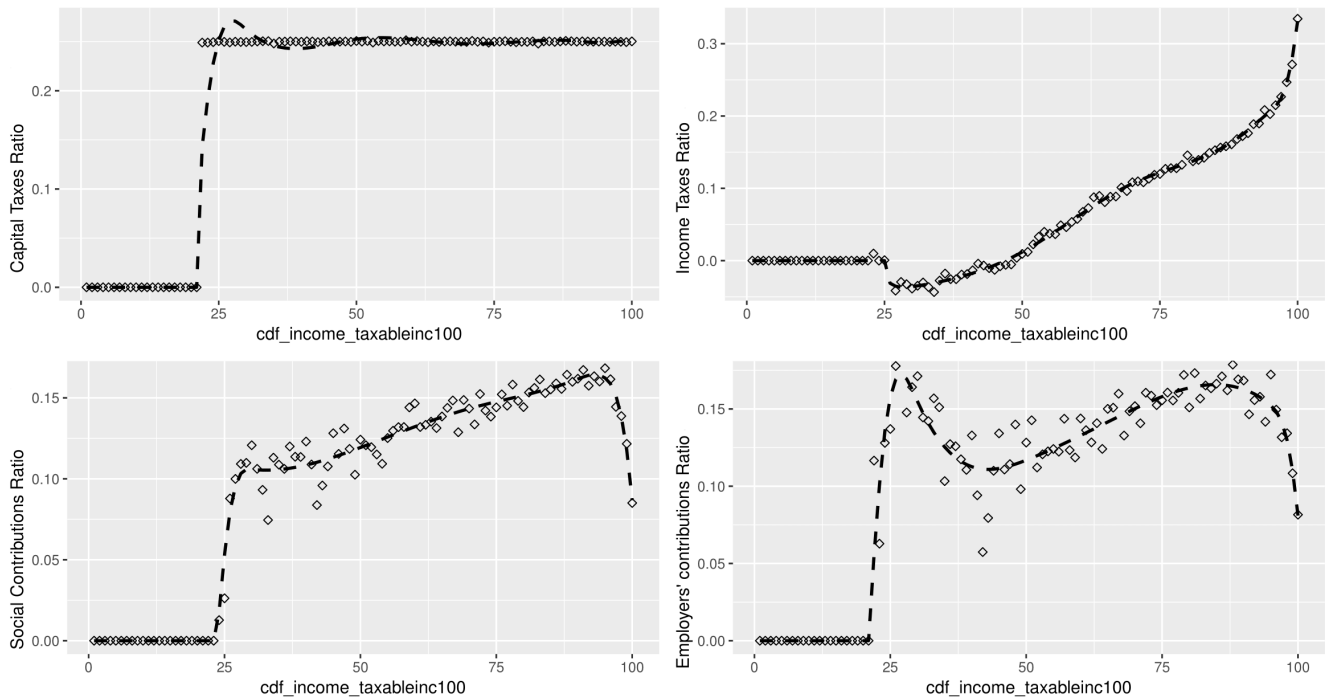 Capital Taxes Ratio
0.2
0.1
0.0
0 25 50 75 100
cdf_income_taxableinc100
Income Taxes Ratio
0.3
0.2
0.1
0.0
0 25 50 75 100
cdf_income_taxableinc100
Social Contributions Ratio
0.15
0.10
0.05
0.00
0 25 50 75 100
cdf_income_taxableinc100
Employers' contributions Ratio
0.15
0.10
0.05
0.00
0 25 50 75 100
cdf_income_taxableinc100